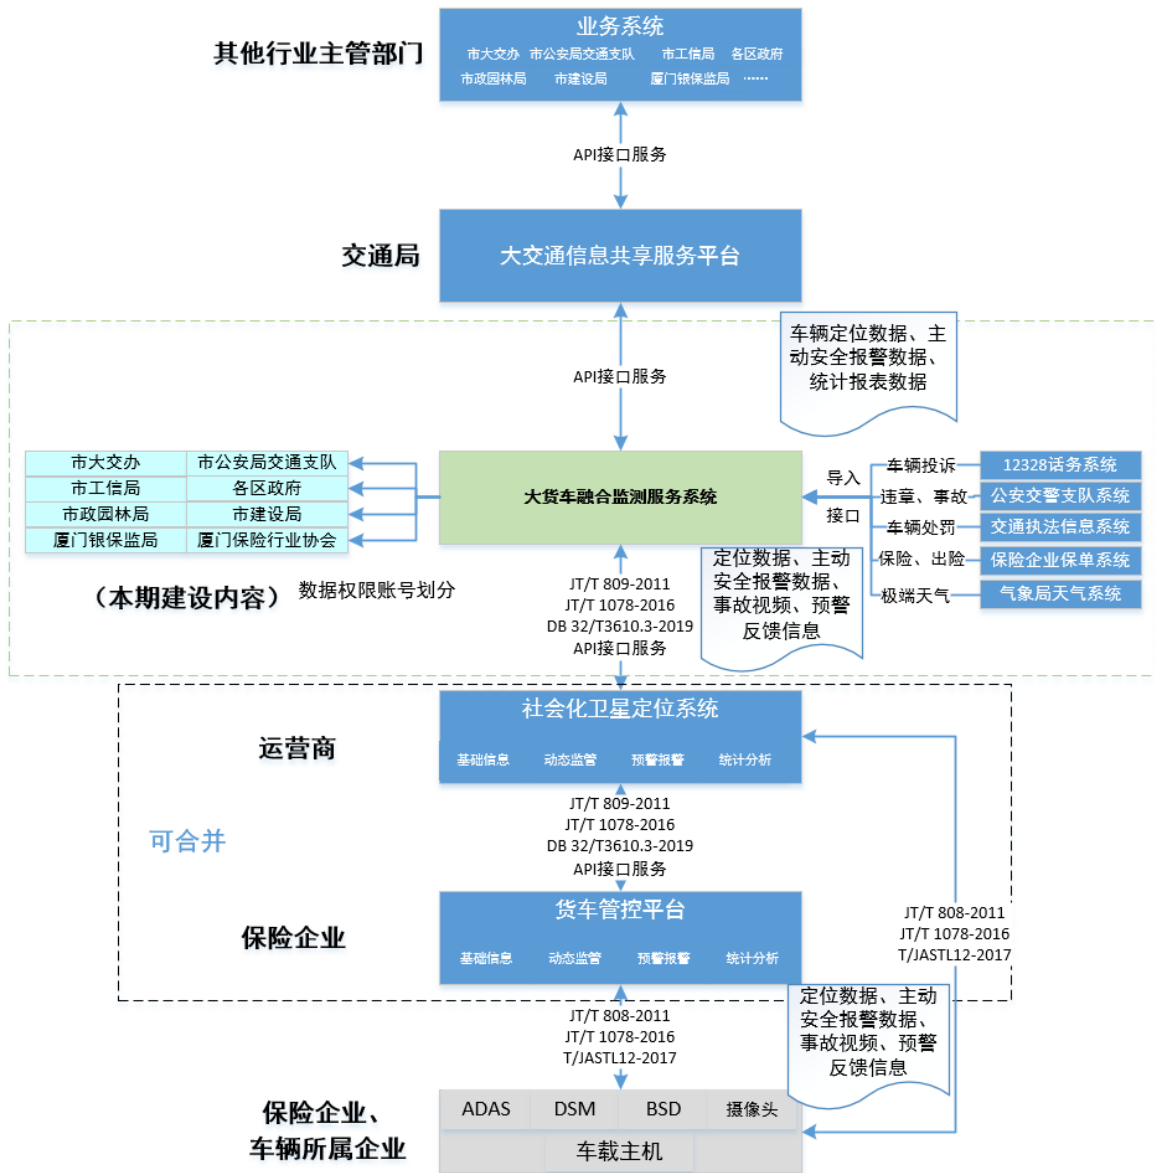 业务系统
其他行业主管部门
市大交办 市公安局交通支队 市工信局 各区政府
市政园林局 市建设局 厦门银保监局 ……
API接口服务
交通局
大交通信息共享服务平台
车辆定位数据、主
动安全报警数据、
统计报表数据
API接口服务
市大交办 市公安局交通支队
市工信局 各区政府
市政园林局 市建设局
厦门银保监局 厦门保险行业协会
大货车融合监测服务系统
导入
接口
车辆投诉 12328话务系统
违章、事故 公安交警支队系统
车辆处罚 交通执法信息系统
保险、出险 保险企业保单系统
极端天气 气象局天气系统
（本期建设内容） 数据权限账号划分
JT/T 809-2011
JT/T 1078-2016
DB 32/T3610.3-2019
API接口服务
定位数据、主动
安全报警数据、
事故视频、预警
反馈信息
社会化卫星定位系统
运营商
基础信息 动态监管 预警报警 统计分析
JT/T 809-2011
JT/T 1078-2016
DB 32/T3610.3-2019
API接口服务
可合并
货车管控平台
保险企业
基础信息 动态监管 预警报警 统计分析
JT/T 808-2011
JT/T 1078-2016
T/JASTL12-2017
JT/T 808-2011
JT/T 1078-2016
T/JASTL12-2017
定位数据、主动
安全报警数据、
事故视频、预警
反馈信息
保险企业、
车辆所属企业
ADAS DSM BSD 摄像头
车载主机